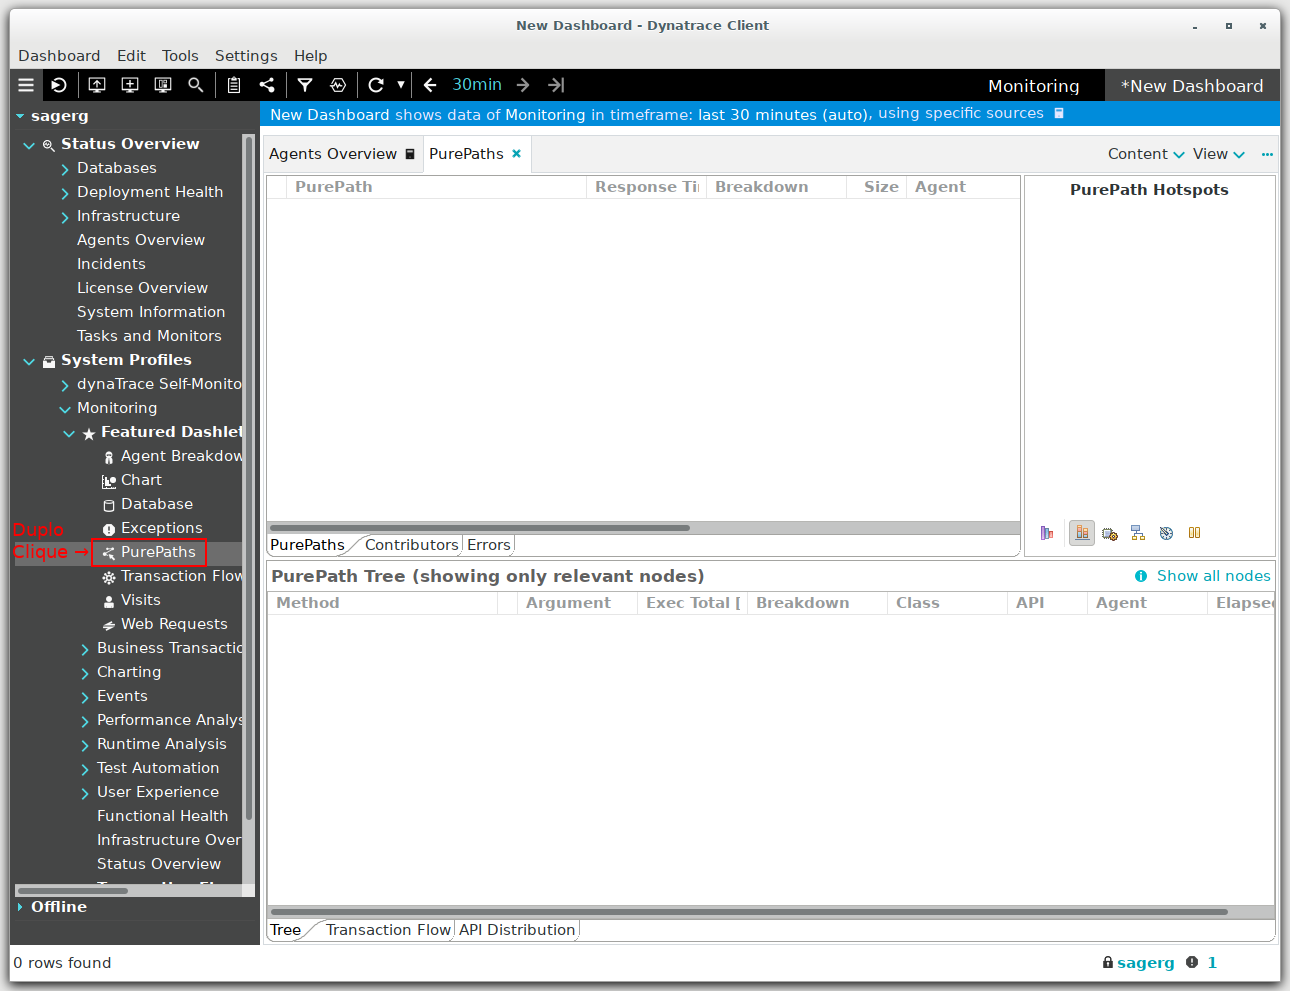 New Dashboard - Dynatrace Client
Dashboard Edit Tools Settings Help
30min
Monitoring
*New Dashboard
sagerg
New Dashboard shows data of Monitoring in timeframe: last 30 minutes (auto), using specific sources
Status Overview
Databases
Deployment Health
Infrastructure
Agents Overview
Incidents
License Overview
System Information
Tasks and Monitors
System Profiles
dynaTrace Self-Monito
Monitoring
Featured Dashlet
Agent Breakdow
Chart
Database
Exceptions
Duplo
Clique →
PurePaths
Transaction Flow
Visits
Web Requests
Business Transactio
Charting
Events
Performance Analys
Runtime Analysis
Test Automation
User Experience
Functional Health
Infrastructure Over
Status Overview
Offline
Agents Overview
PurePaths
Content View
PurePath Response Ti Breakdown Size Agent
PurePath Hotspots
PurePaths Contributors Errors
PurePath Tree (showing only relevant nodes)
Show all nodes
Method Argument Exec Total [ Breakdown Class API Agent Elapsed
Tree Transaction Flow API Distribution
0 rows found
sagerg 1